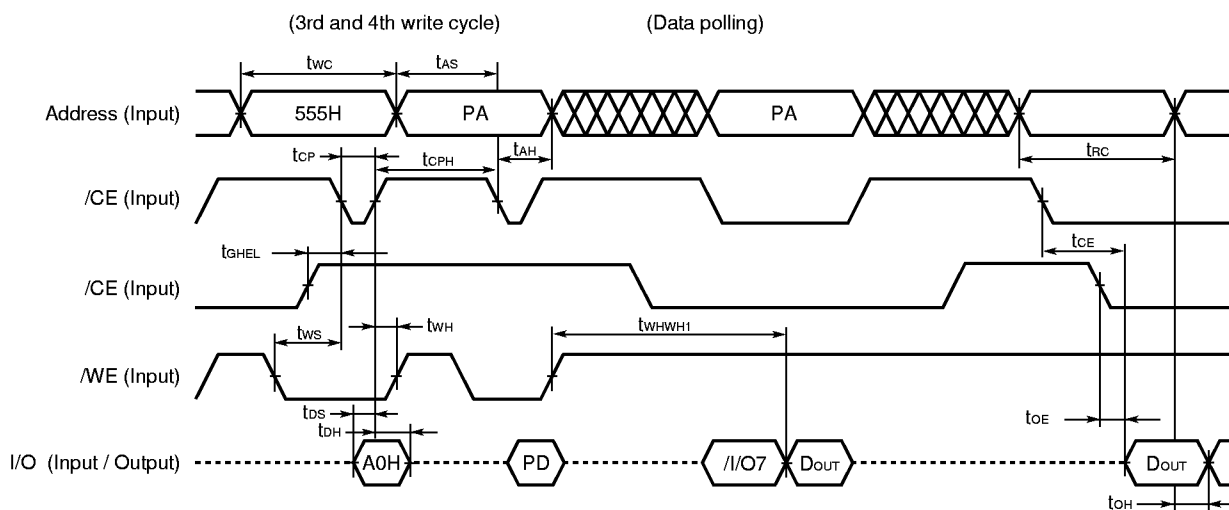 (3rd and 4th write cycle) (Data polling)
tWC tAS
Address (Input) 555H PA PA
tCP tCPH tAH tRC
/CE (Input)
tGHEL tCE
/CE (Input)
tWS tWH tWHWH1
/WE (Input)
tDS tOE
tDH
I/O (Input / Output) A0H PD /I/O7 DOUT DOUT
tOH